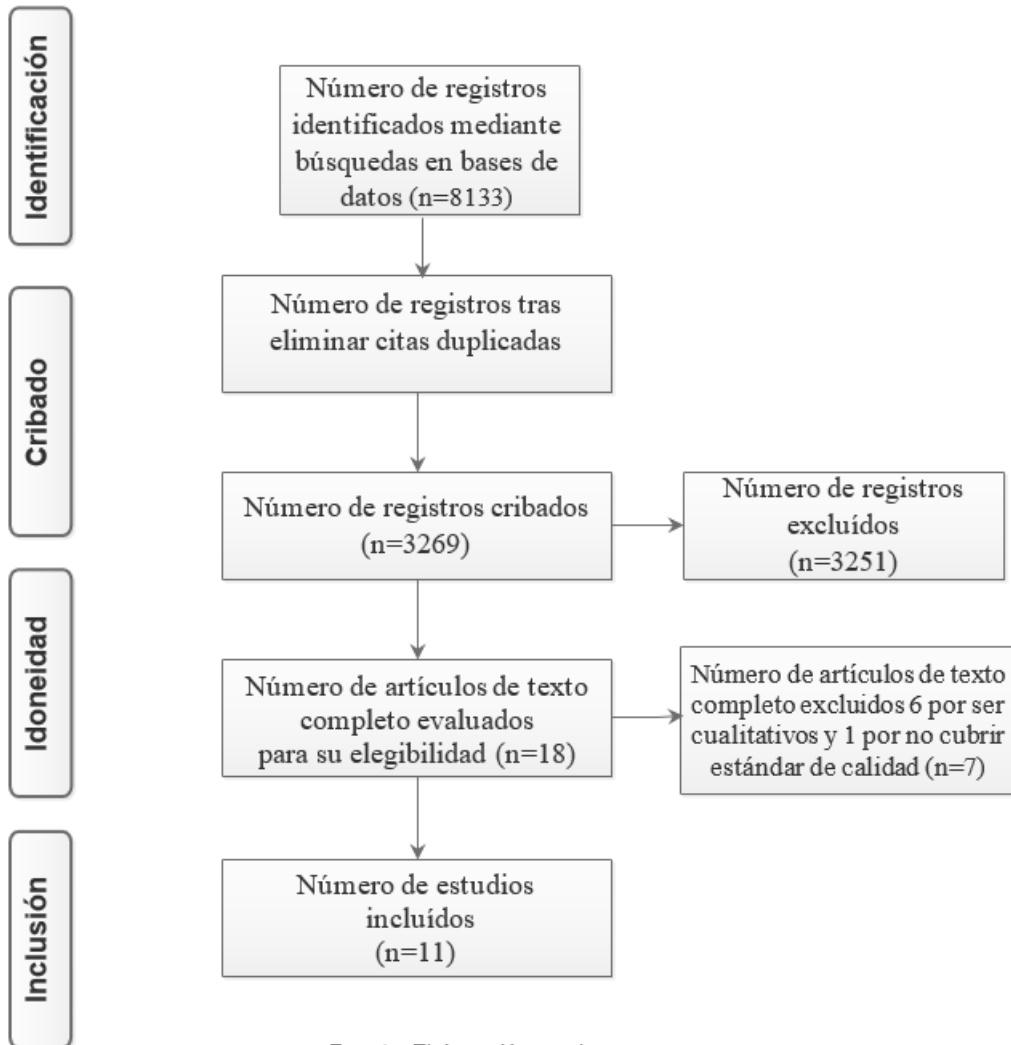 Identificación
Número de registros
identificados mediante
búsquedas en bases de
datos (n=8133)
Número de registros tras
eliminar citas duplicadas
Cribado
Número de registros cribados
(n=3269)
Número de registros
excluídos
(n=3251)
Idoneidad
Número de artículos de texto
completo evaluados
para su elegibilidad (n=18)
Número de artículos de texto
completo excluidos 6 por ser
cualitativos y 1 por no cubrir
estándar de calidad (n=7)
Inclusión
Número de estudios
incluídos
(n=11)